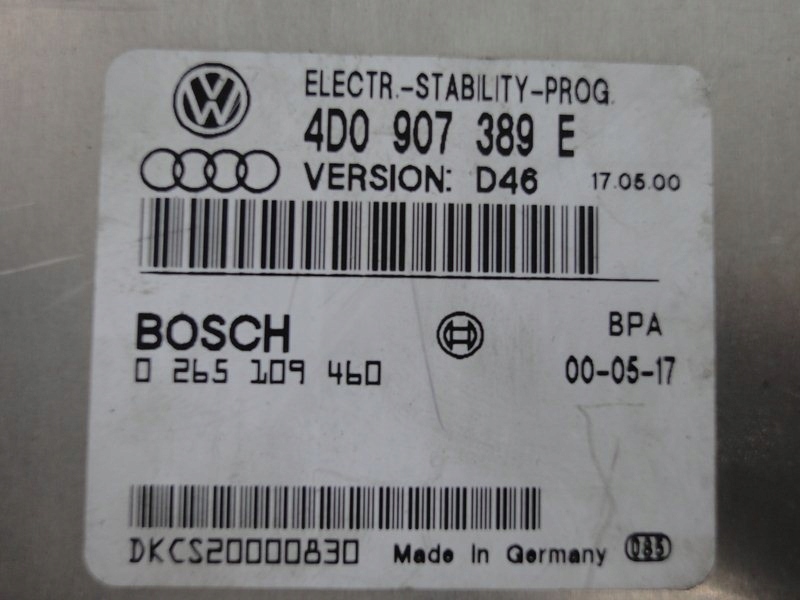 ELECTR.-STABILITY-PROG.
4D0 907 389 E
VERSION: D46 17.05.00
BOSCH
BPA
0 265 109 460
00-05-17
DKCS20000830 Made In Germany 085